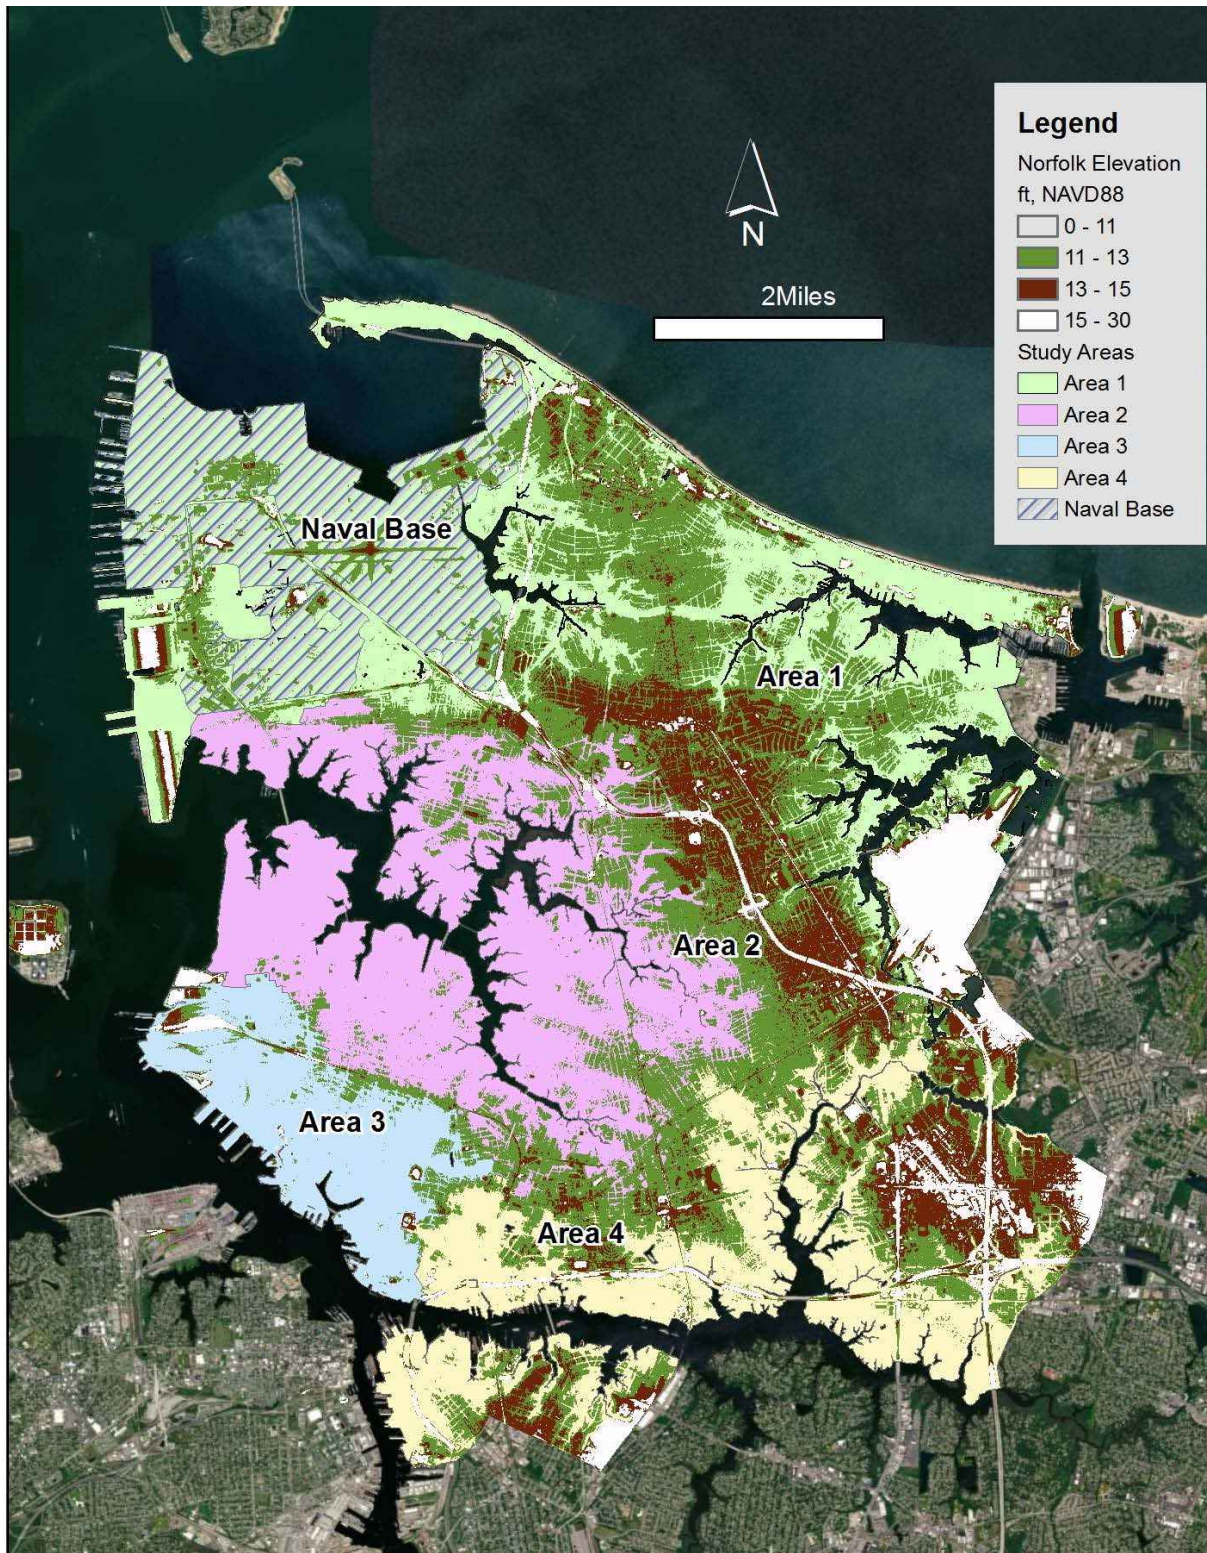 Legend
Norfolk Elevation
ft, NAVD88
0 - 11
11 - 13
13 - 15
15 - 30
Study Areas
Area 1
Area 2
Area 3
Area 4
Naval Base
N
2Miles
Naval Base
Area 1
Area 2
Area 3
Area 4